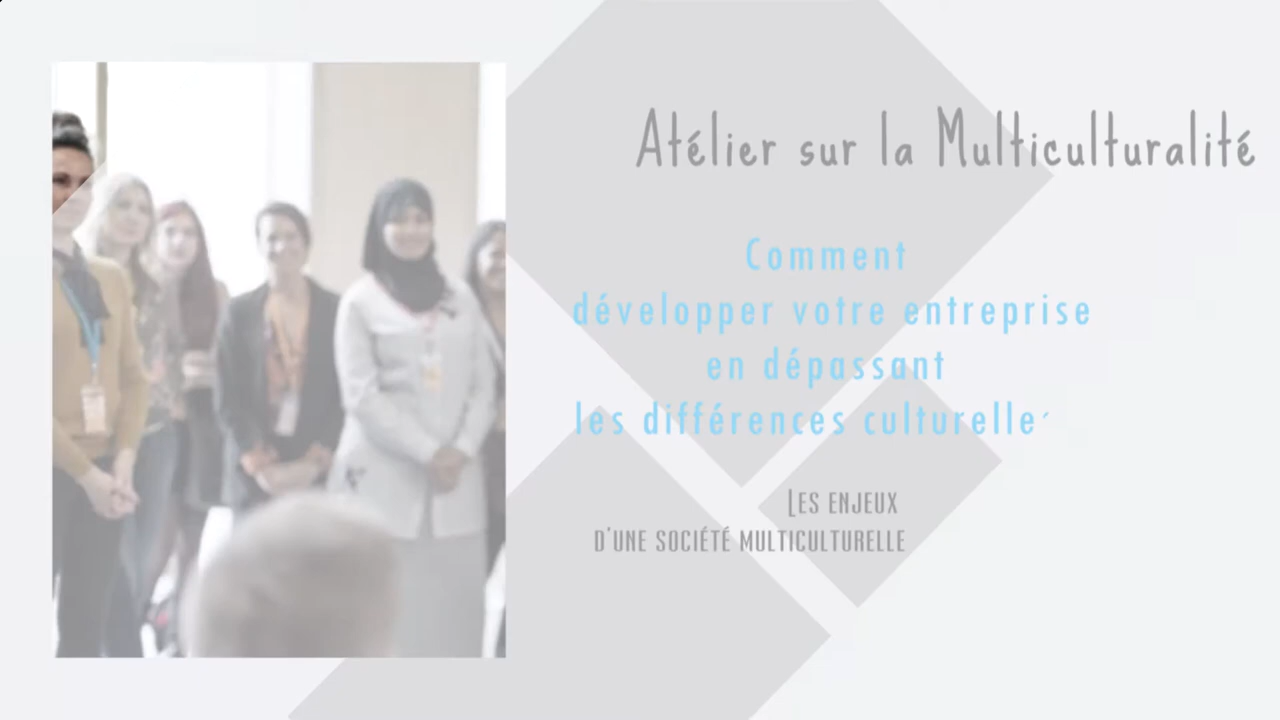 Atélier sur la Multiculturalité
Comment
développer votre entreprise
en dépassant
les différences culturelle
Les enjeux
d'une société multiculturelle